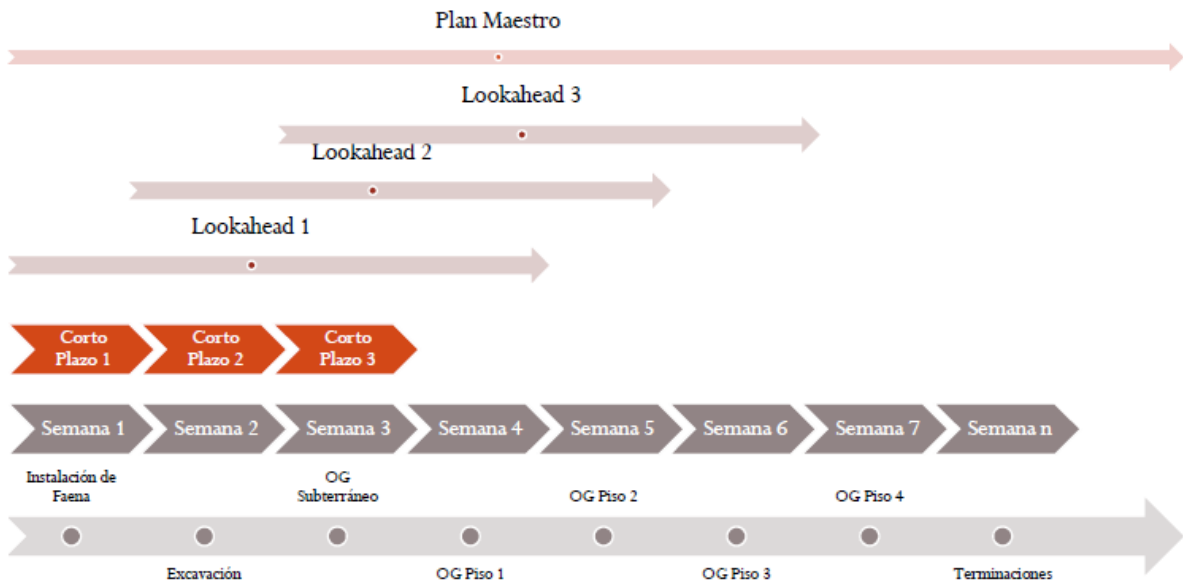 Plan Maestro
Lookahead 3
Lookahead 2
Lookahead 1
Corto
Plazo 1
Corto
Plazo 2
Corto
Plazo 3
Semana 1
Semana 2
Semana 3
Semana 4
Semana 5
Semana 6
Semana 7
Semana n
Instalación de
Faena
OG
Subterráneo
OG Piso 2
OG Piso 4
Excavación
OG Piso 1
OG Piso 3
Terminaciones